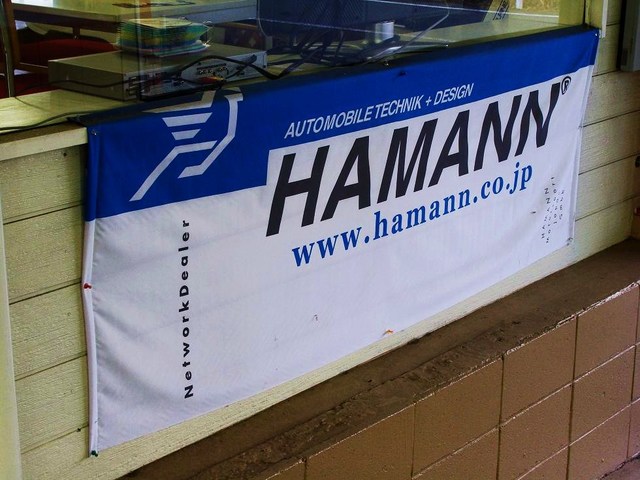 AUTOMOBILE TECHNIK + DESIGN
HAMANN®
www.hamann.co.jp
NetworkDealer